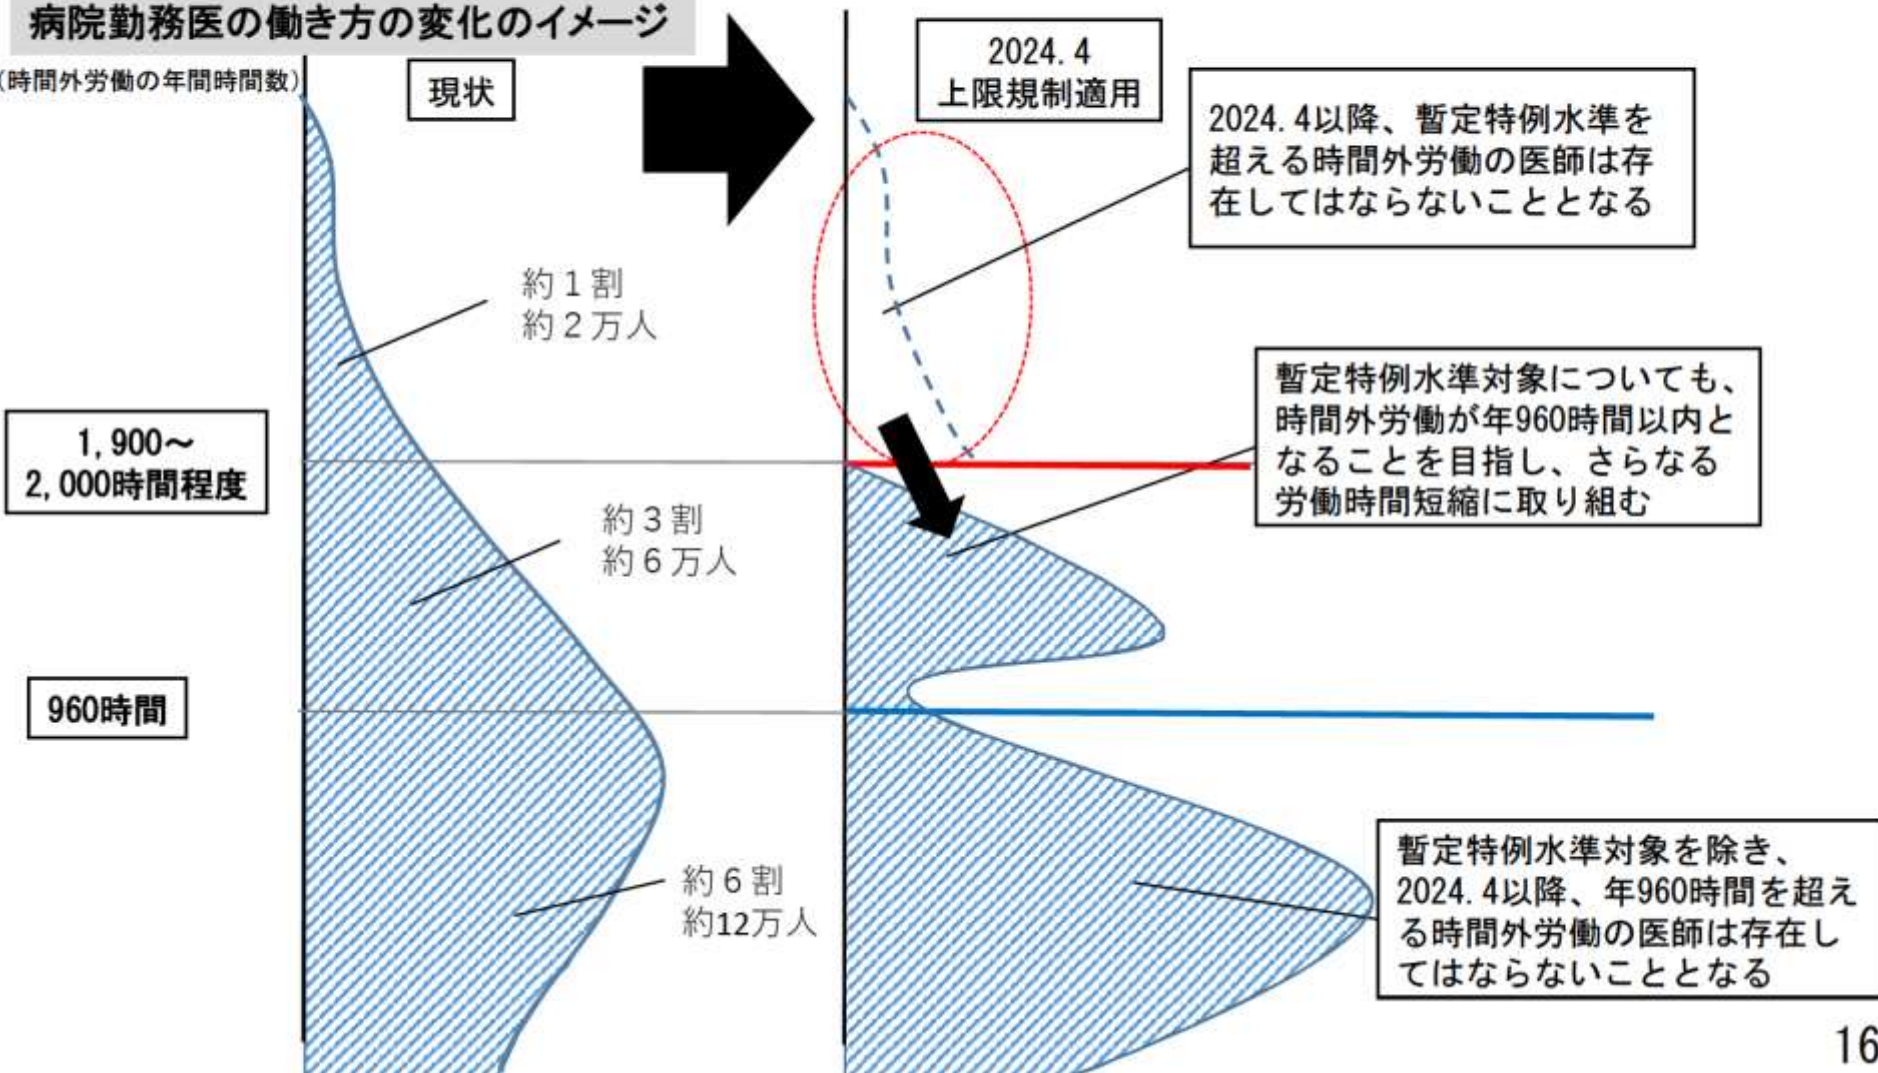 病院勤務医の働き方の変化のイメージ
(時間外労働の年間時間数)
現状
2024.4
上限規制適用
2024.4以降、暫定特例水準を
超える時間外労働の医師は存
在してはならないこととなる
約1割
約2万人
暫定特例水準対象についても、
時間外労働が年960時間以内と
なることを目指し、さらなる
労働時間短縮に取り組む
1,900~
2,000時間程度
約3割
約6万人
960時間
約6割
約12万人
暫定特例水準対象を除き、
2024.4以降、年960時間を超え
る時間外労働の医師は存在し
てはならないこととなる
16